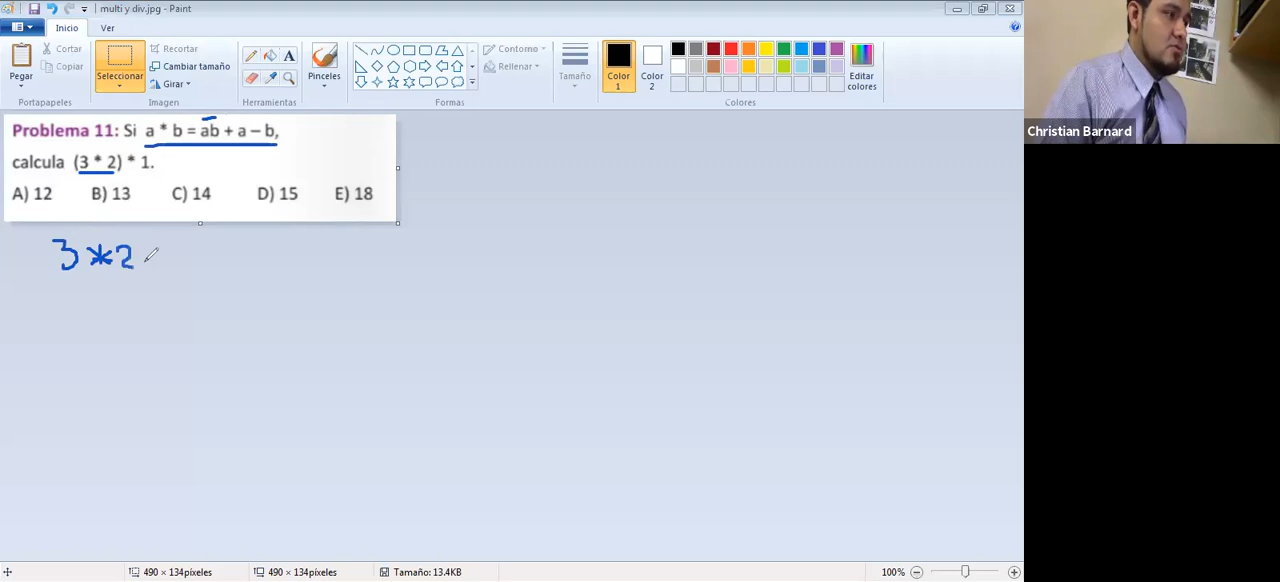 multi y div.jpg - Paint
Inicio
Ver
Pegar
Cortar
Copiar
Portapapeles
Seleccionar
Recortar
Cambiar tamaño
Girar
Imagen
A
Herramientas
Pinceles
Contorno
Rellenar
Formas
Tamaño
Color 1
Color 2
Editar colores
Colores
Christian Barnard
Problema 11: Si a * b = ab + a – b,
calcula (3 * 2) * 1.
A) 12 B) 13 C) 14 D) 15 E) 18
3 * 2
490 × 134píxeles
490 × 134píxeles
Tamaño: 13.4KB
100%